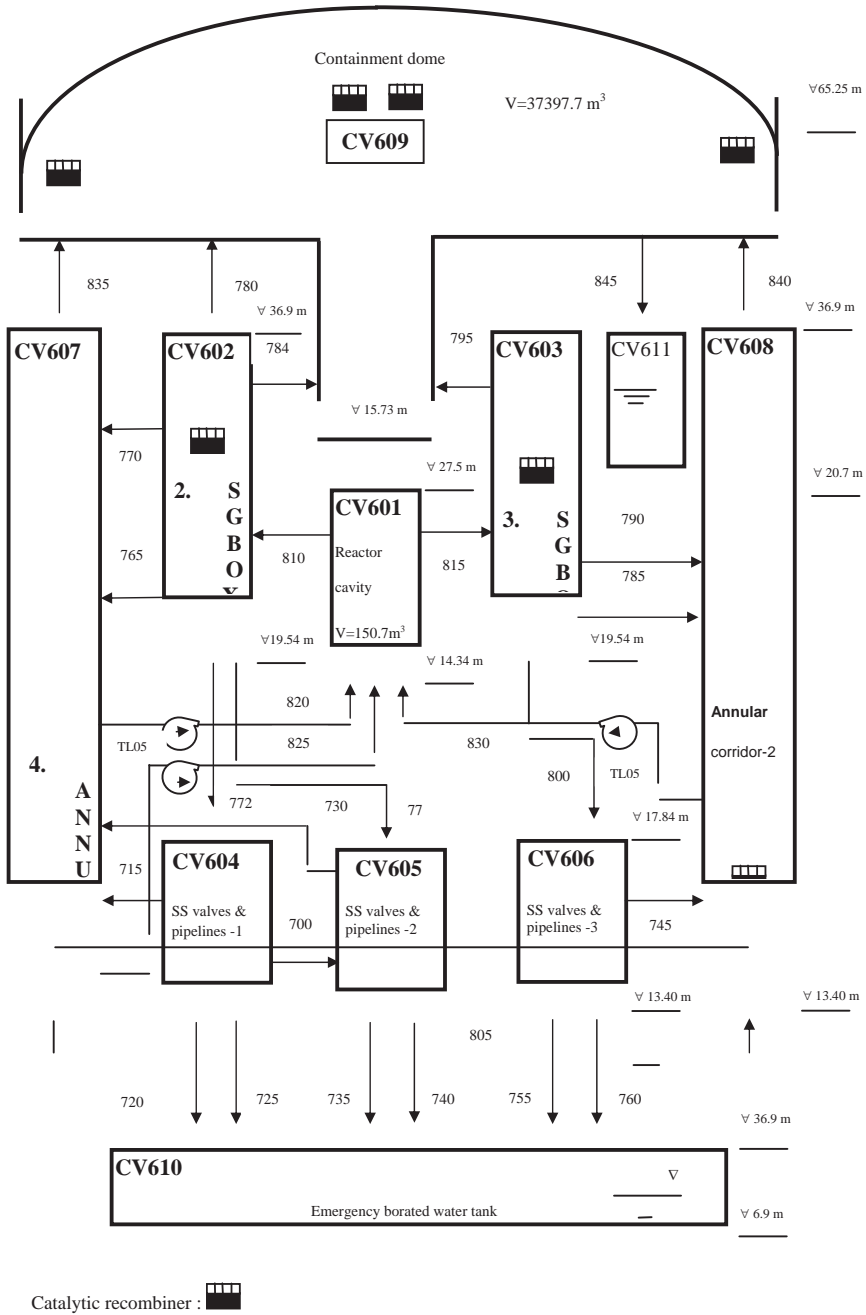 Containment dome
∀65.25 m
V=37397.7 m³
CV609
835
780
845
840
∀ 36.9 m
∀ 36.9 m
CV607
CV602
784
795
CV603
CV611
CV608
∀ 15.73 m
770
∀ 27.5 m
∀ 20.7 m
2.
S
G
B
O
CV601
3.
S
G
B
790
765
810
Reactor
cavity
815
785
V=150.7m³
∀19.54 m
∀ 14.34 m
∀19.54 m
820
Annular
TL05
825
830
corridor-2
4.
800
TL05
A
N
N
U
772
730
77
∀ 17.84 m
CV604
CV605
CV606
715
SS valves &
pipelines -1
700
SS valves &
pipelines -2
SS valves &
pipelines -3
745
∀ 13.40 m
∀ 13.40 m
805
720
725
735
740
755
760
∀ 36.9 m
CV610
∇
Emergency borated water tank
∀ 6.9 m
Catalytic recombiner :